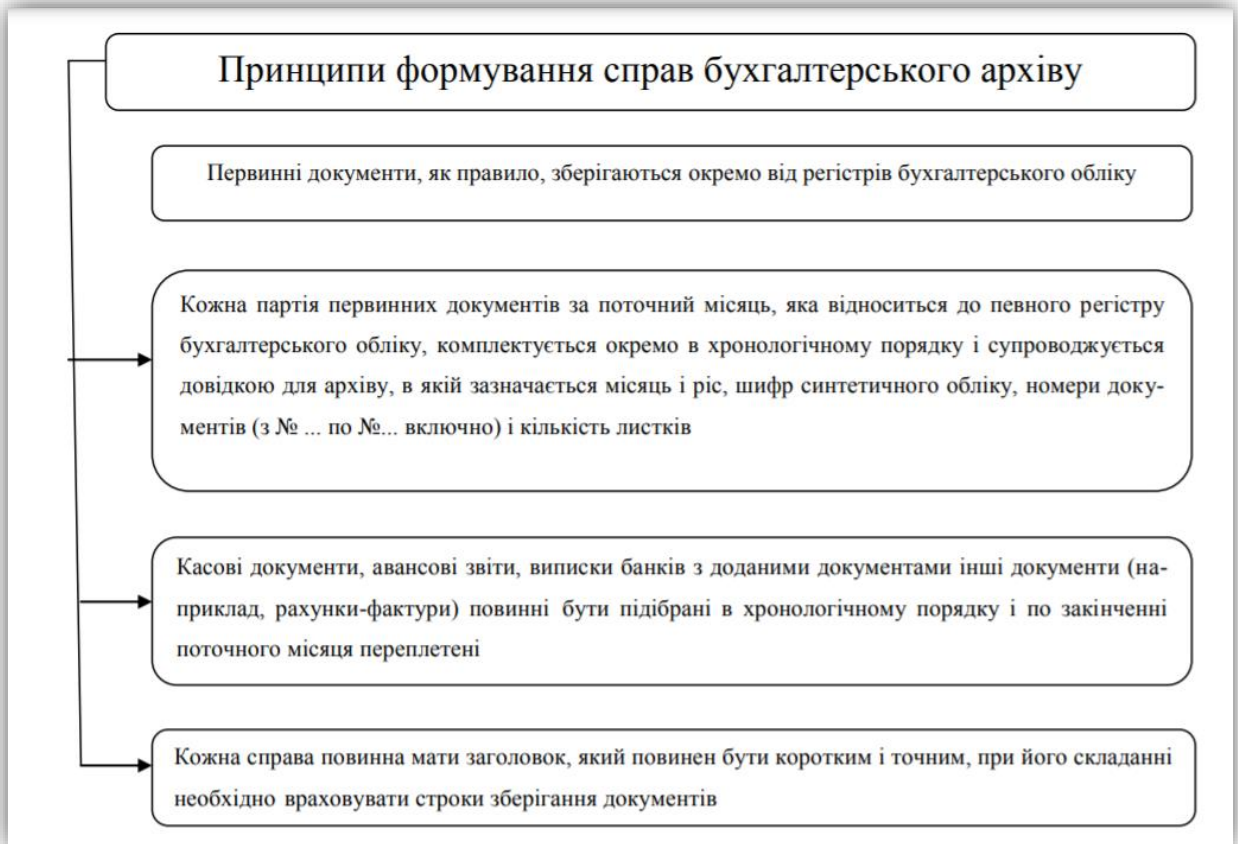 Принципи формування справ бухгалтерського архіву
Первинні документи, як правило, зберігаються окремо від регістрів бухгалтерського обліку
Кожна партія первинних документів за поточний місяць, яка відноситься до певного регістру
бухгалтерського обліку, комплектується окремо в хронологічному порядку і супроводжується
довідкою для архіву, в якій зазначається місяць і ріс, шифр синтетичного обліку, номери доку-
ментів (з № ... по №... включно) і кількість листків
Касові документи, авансові звіти, виписки банків з доданими документами інші документи (на-
приклад, рахунки-фактури) повинні бути підібрані в хронологічному порядку і по закінченні
поточного місяця переплетені
Кожна справа повинна мати заголовок, який повинен бути коротким і точним, при його складанні
необхідно враховувати строки зберігання документів